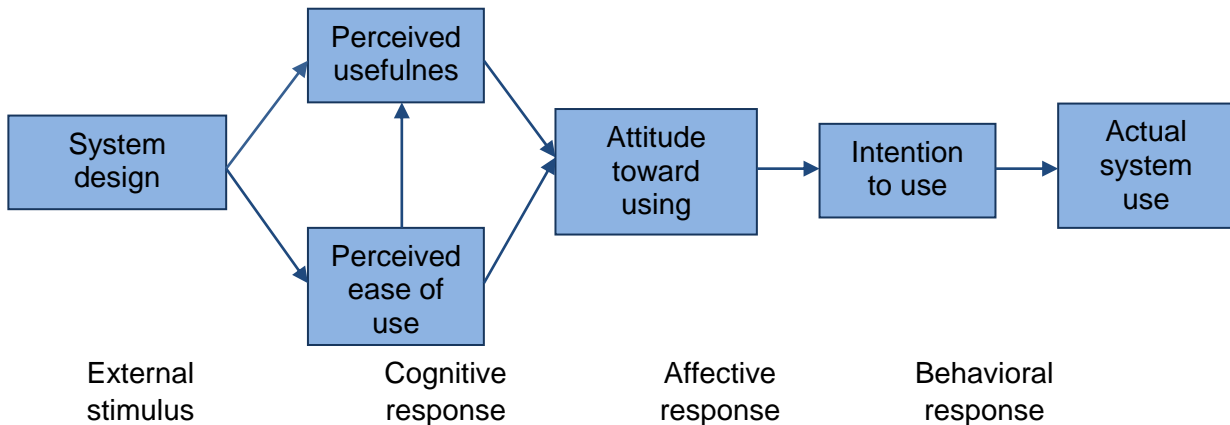 System
design
Perceived
usefulnes
Perceived
ease of
use
Attitude
toward
using
Intention
to use
Actual
system
use
External
stimulus
Cognitive
response
Affective
response
Behavioral
response